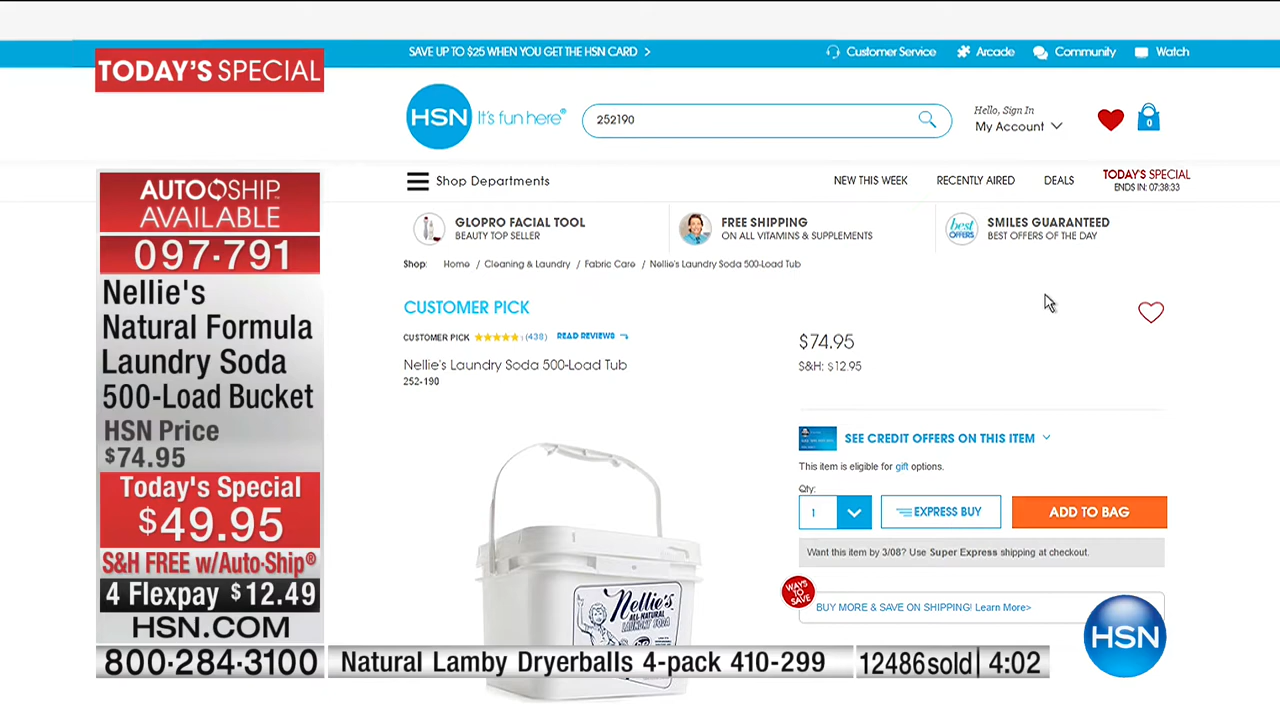 TODAY'S SPECIAL
AUTO SHIP
AVAILABLE
097·791
Nellie's
Natural Formula
Laundry Soda
500-Load Bucket
HSN Price
$74.95
Today's Special
$49.95
S&H FREE w/Auto-Ship®
4 Flexpay $12.49
HSN.COM
800·284·3100
SAVE UP TO $25 WHEN YOU GET THE HSN CARD >
Customer Service
Arcade
Community
Watch
HSN It's fun here®
252190
Hello, Sign In
My Account
0
Shop Departments
NEW THIS WEEK
RECENTLY AIRED
DEALS
TODAY'S SPECIAL
ENDS IN: 07:38:33
GLOPRO FACIAL TOOL
BEAUTY TOP SELLER
FREE SHIPPING
ON ALL VITAMINS & SUPPLEMENTS
best OFFERS
SMILES GUARANTEED
BEST OFFERS OF THE DAY
Shop: Home / Cleaning & Laundry / Fabric Care / Nellie's Laundry Soda 500-Load Tub
CUSTOMER PICK
CUSTOMER PICK (438) READ REVIEWS
Nellie's Laundry Soda 500-Load Tub
252-190
$74.95
S&H: $12.95
SEE CREDIT OFFERS ON THIS ITEM
This item is eligible for gift options.
Qty:
1
EXPRESS BUY
ADD TO BAG
Want this item by 3/08? Use Super Express shipping at checkout.
WAYS TO SAVE
BUY MORE & SAVE ON SHIPPING! Learn More>
Nellie's
ALL-NATURAL
LAUNDRY SODA
HSN
Natural Lamby Dryerballs 4-pack 410-299
12486sold 4:02